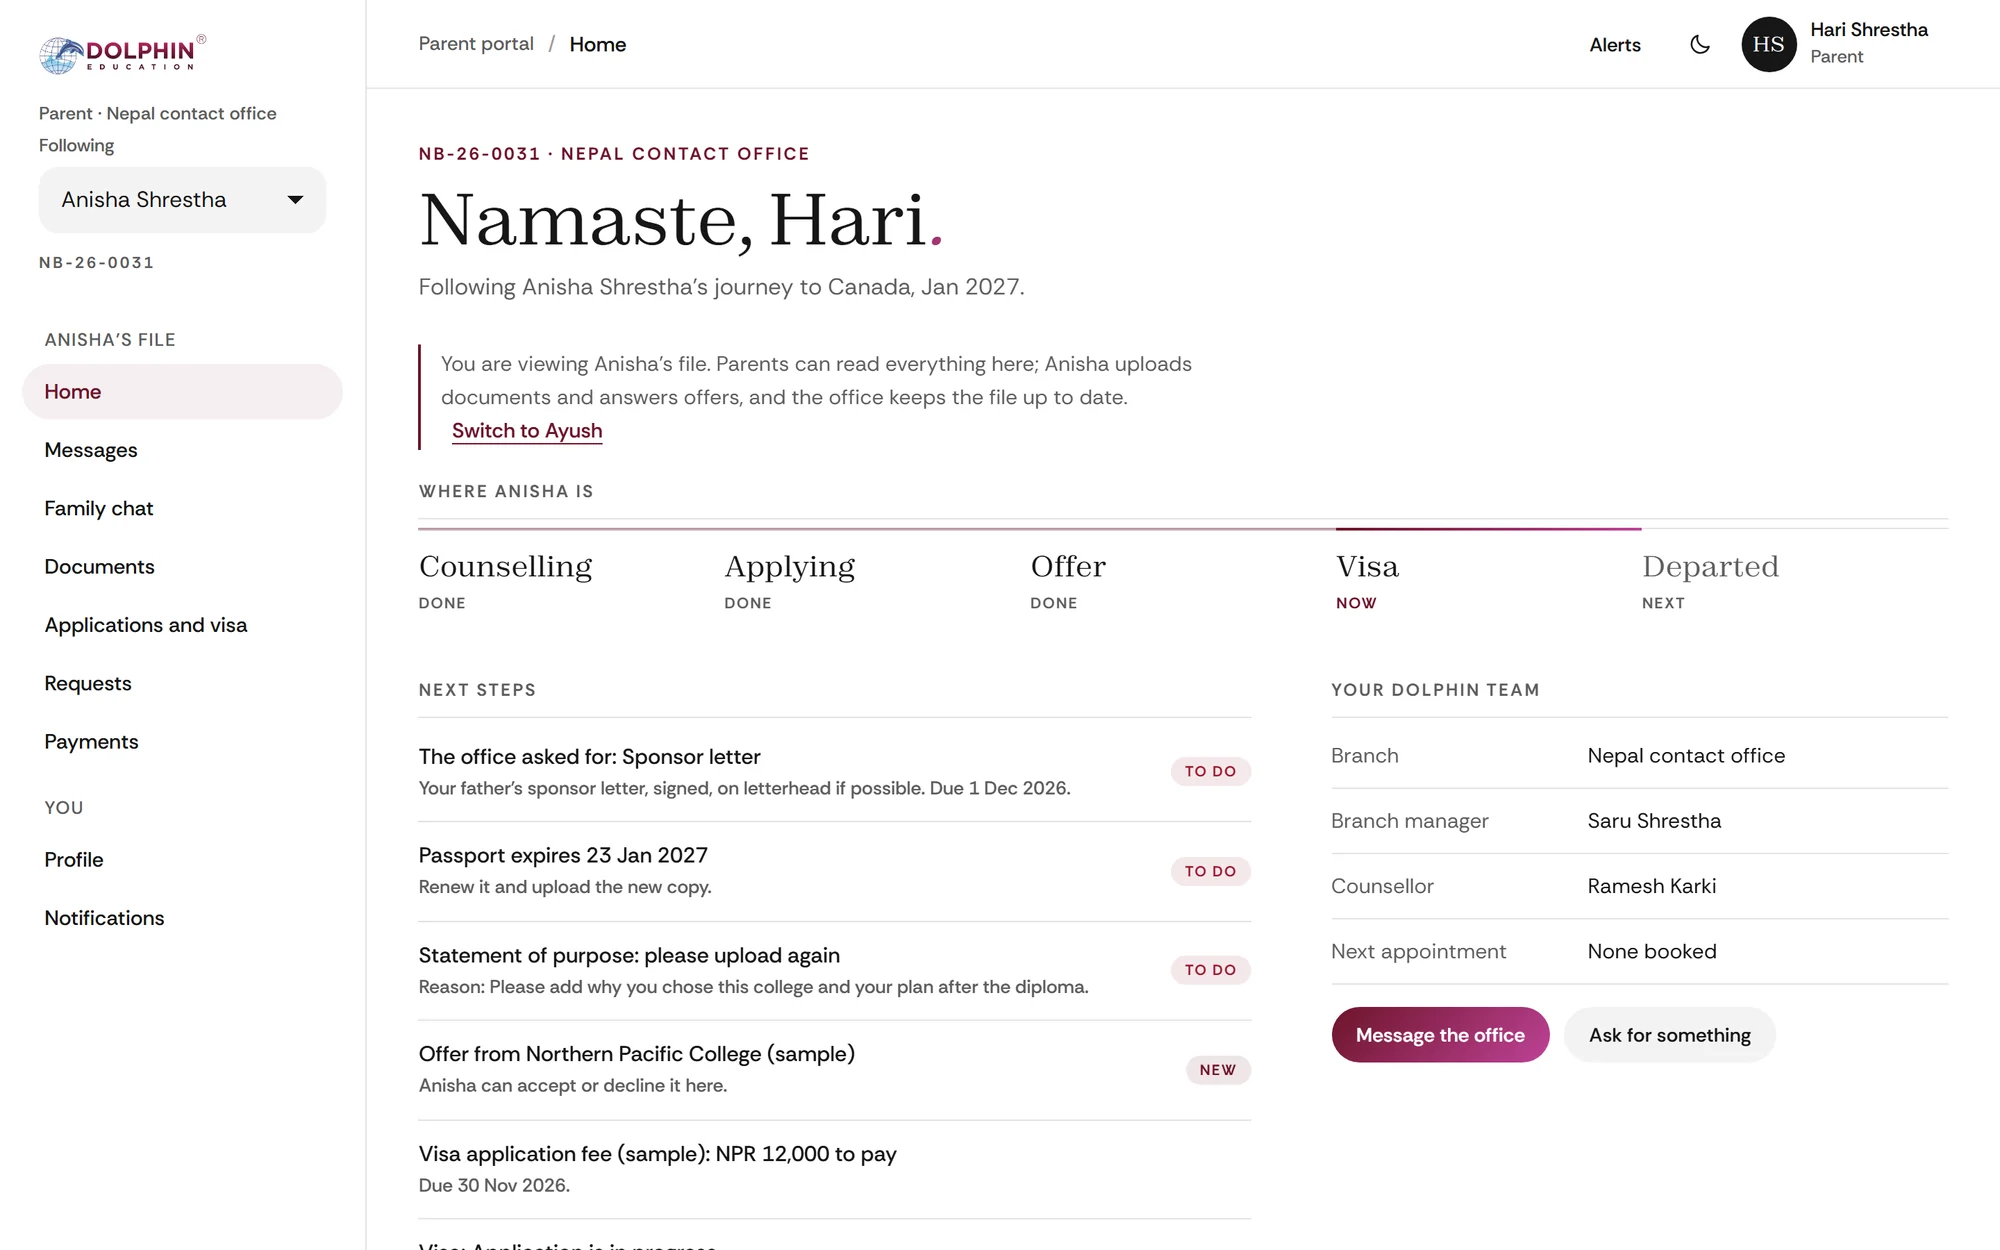 DOLPHIN®
EDUCATION
Parent · Nepal contact office
Following
Anisha Shrestha
NB-26-0031
ANISHA'S FILE
Home
Messages
Family chat
Documents
Applications and visa
Requests
Payments
YOU
Profile
Notifications
Parent portal / Home
Alerts
HS
Hari Shrestha
Parent
NB-26-0031 · NEPAL CONTACT OFFICE
Namaste, Hari.
Following Anisha Shrestha's journey to Canada, Jan 2027.
You are viewing Anisha's file. Parents can read everything here; Anisha uploads
documents and answers offers, and the office keeps the file up to date.
Switch to Ayush
WHERE ANISHA IS
Counselling
DONE
Applying
DONE
Offer
DONE
Visa
NOW
Departed
NEXT
NEXT STEPS
The office asked for: Sponsor letter
Your father's sponsor letter, signed, on letterhead if possible. Due 1 Dec 2026.
TO DO
Passport expires 23 Jan 2027
Renew it and upload the new copy.
TO DO
Statement of purpose: please upload again
Reason: Please add why you chose this college and your plan after the diploma.
TO DO
Offer from Northern Pacific College (sample)
Anisha can accept or decline it here.
NEW
Visa application fee (sample): NPR 12,000 to pay
Due 30 Nov 2026.
Visa: Application is in progress
YOUR DOLPHIN TEAM
Branch Nepal contact office
Branch manager Saru Shrestha
Counsellor Ramesh Karki
Next appointment None booked
Message the office
Ask for something